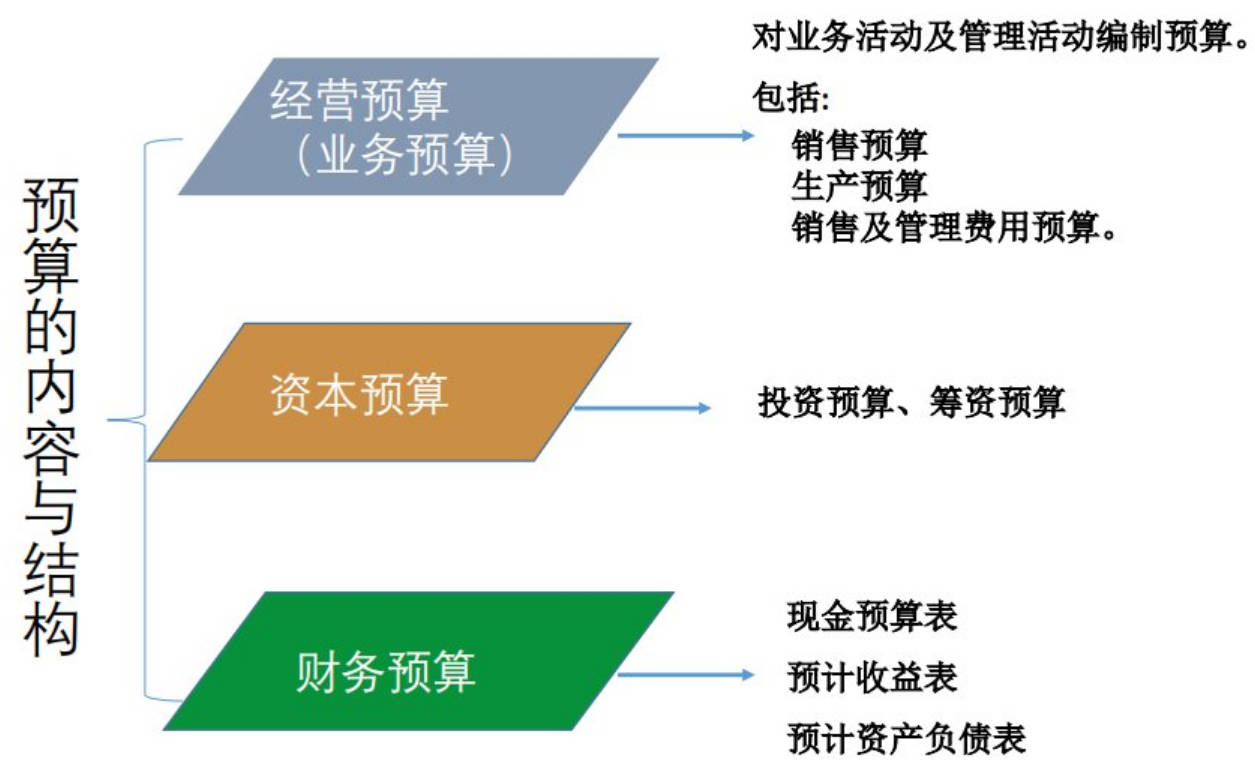 预算的内容与结构
经营预算
（业务预算）
对业务活动及管理活动编制预算。
包括:
销售预算
生产预算
销售及管理费用预算。
资本预算
投资预算、筹资预算
财务预算
现金预算表
预计收益表
预计资产负债表